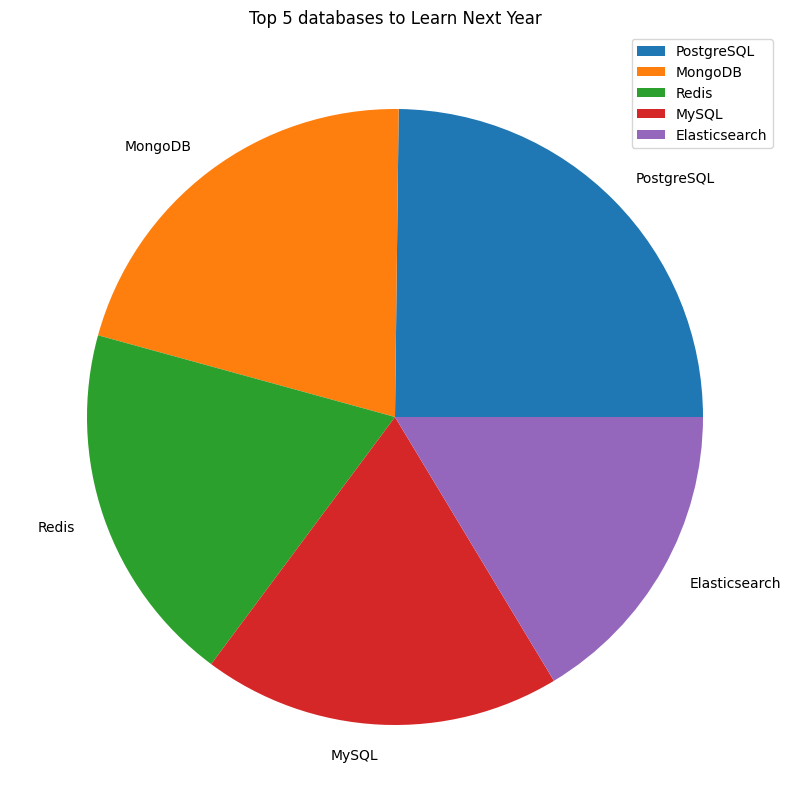 Top 5 databases to Learn Next Year
PostgreSQL
MongoDB
Redis
MySQL
Elasticsearch
MongoDB
PostgreSQL
Redis
Elasticsearch
MySQL